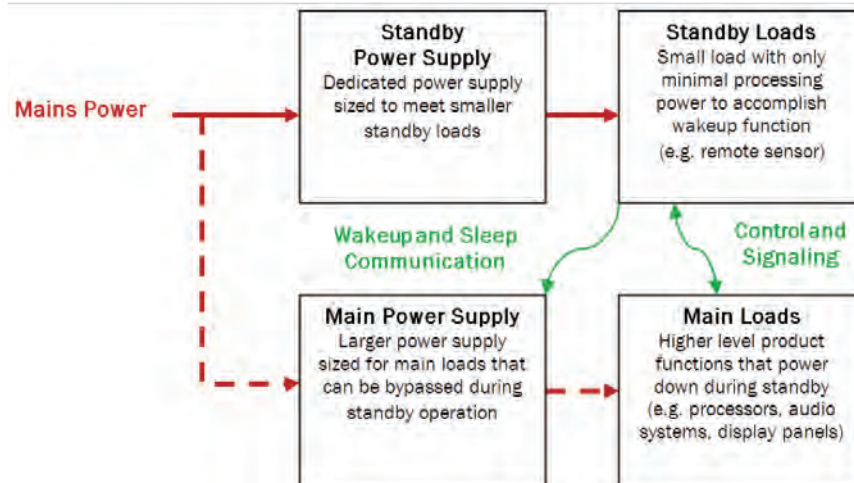 Mains Power
Standby
Power Supply
Dedicated power supply
sized to meet smaller
standby loads
Standby Loads
Small load with only
minimal processing
power to accomplish
wakeup function
(e.g. remote sensor)
Wakeup and Sleep
Communication
Control and
Signaling
Main Power Supply
Larger power supply
sized for main loads that
can be bypassed during
standby operation
Main Loads
Higher level product
functions that power
down during standby
(e.g. processors, audio
systems, display panels)